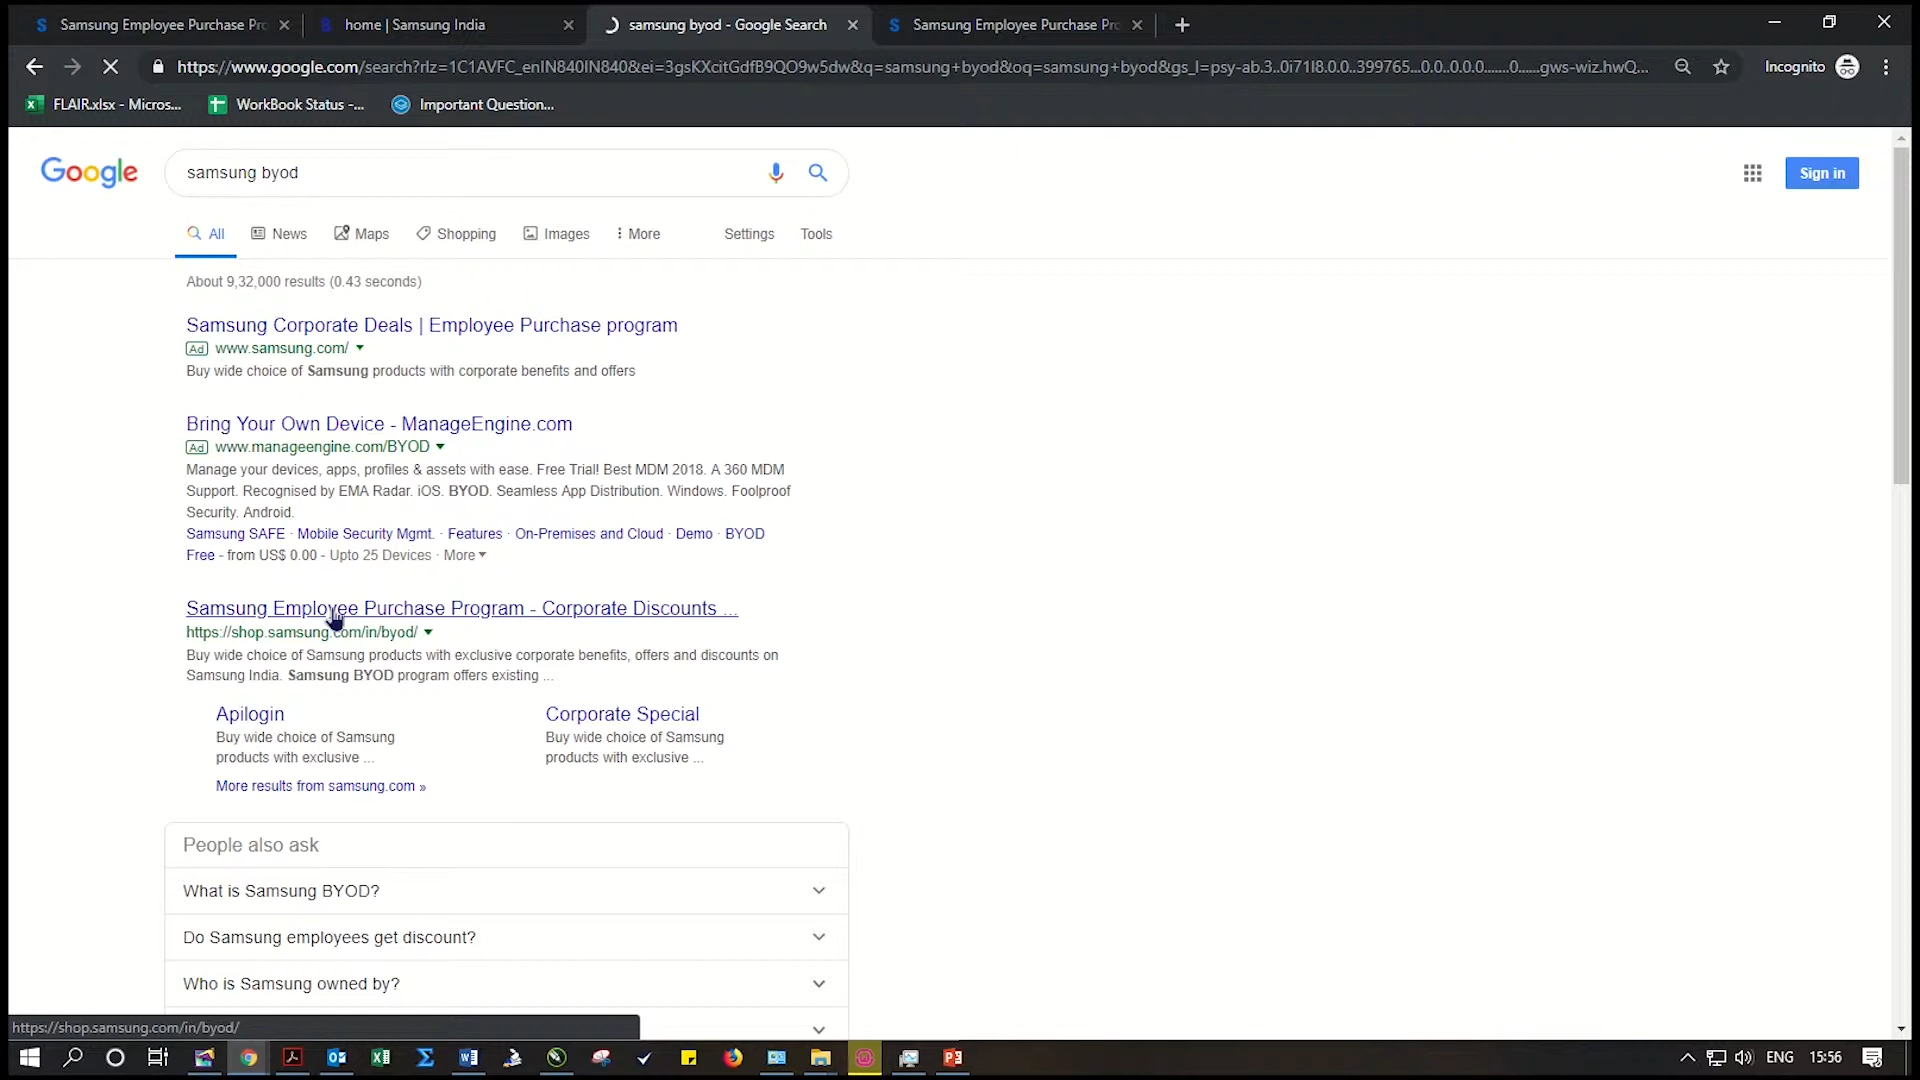 Samsung Employee Purchase Pro
home | Samsung India
samsung byod - Google Search
Samsung Employee Purchase Pro
https://www.google.com/search?rlz=1C1AVFC_enIN840IN840&ei=3gsKXcitGdfB9QO9w5dw&q=samsung+byod&oq=samsung+byod&gs_l=psy-ab.3..0i71l8.0.0..399765...0.0..0.0.0.......0......gws-wiz.hwQ...
Incognito
FLAIR.xlsx - Micros...
WorkBook Status -...
Important Question...
Google
samsung byod
Sign in
All
News
Maps
Shopping
Images
More
Settings
Tools
About 9,32,000 results (0.43 seconds)
Samsung Corporate Deals | Employee Purchase program
Ad www.samsung.com/
Buy wide choice of Samsung products with corporate benefits and offers
Bring Your Own Device - ManageEngine.com
Ad www.manageengine.com/BYOD
Manage your devices, apps, profiles & assets with ease. Free Trial! Best MDM 2018. A 360 MDM
Support. Recognised by EMA Radar. iOS. BYOD. Seamless App Distribution. Windows. Foolproof
Security. Android.
Samsung SAFE · Mobile Security Mgmt. · Features · On-Premises and Cloud · Demo · BYOD
Free - from US$ 0.00 - Upto 25 Devices · More
Samsung Employee Purchase Program - Corporate Discounts ...
https://shop.samsung.com/in/byod/
Buy wide choice of Samsung products with exclusive corporate benefits, offers and discounts on
Samsung India. Samsung BYOD program offers existing ...
Apilogin
Buy wide choice of Samsung
products with exclusive ...
Corporate Special
Buy wide choice of Samsung
products with exclusive ...
More results from samsung.com »
People also ask
What is Samsung BYOD?
Do Samsung employees get discount?
Who is Samsung owned by?
https://shop.samsung.com/in/byod/
ENG
15:56